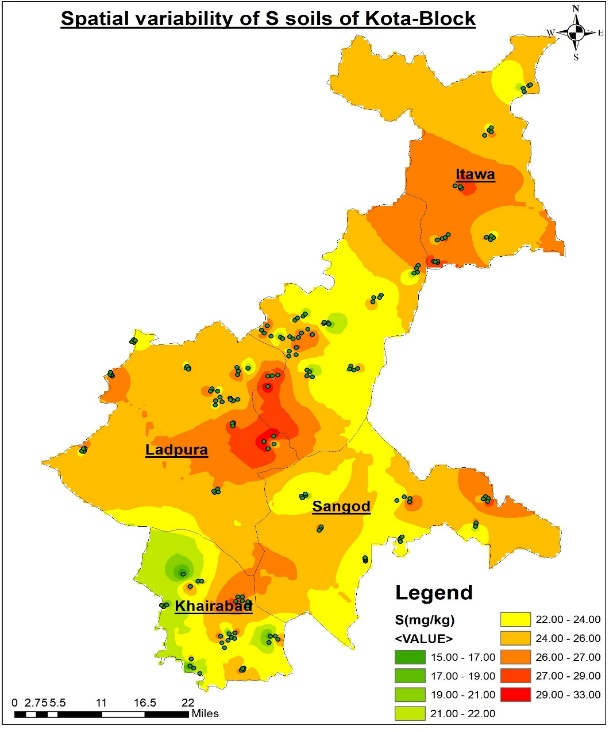 Spatial variability of S soils of Kota-Block
N
W E
S
Itawa
Ladpura
Sangod
Khairabad
Legend
S(mg/kg)
<VALUE>
15.00 - 17.00
17.00 - 19.00
19.00 - 21.00
21.00 - 22.00
22.00 - 24.00
24.00 - 26.00
26.00 - 27.00
27.00 - 29.00
29.00 - 33.00
0 2.75 5.5 11 16.5 22
Miles